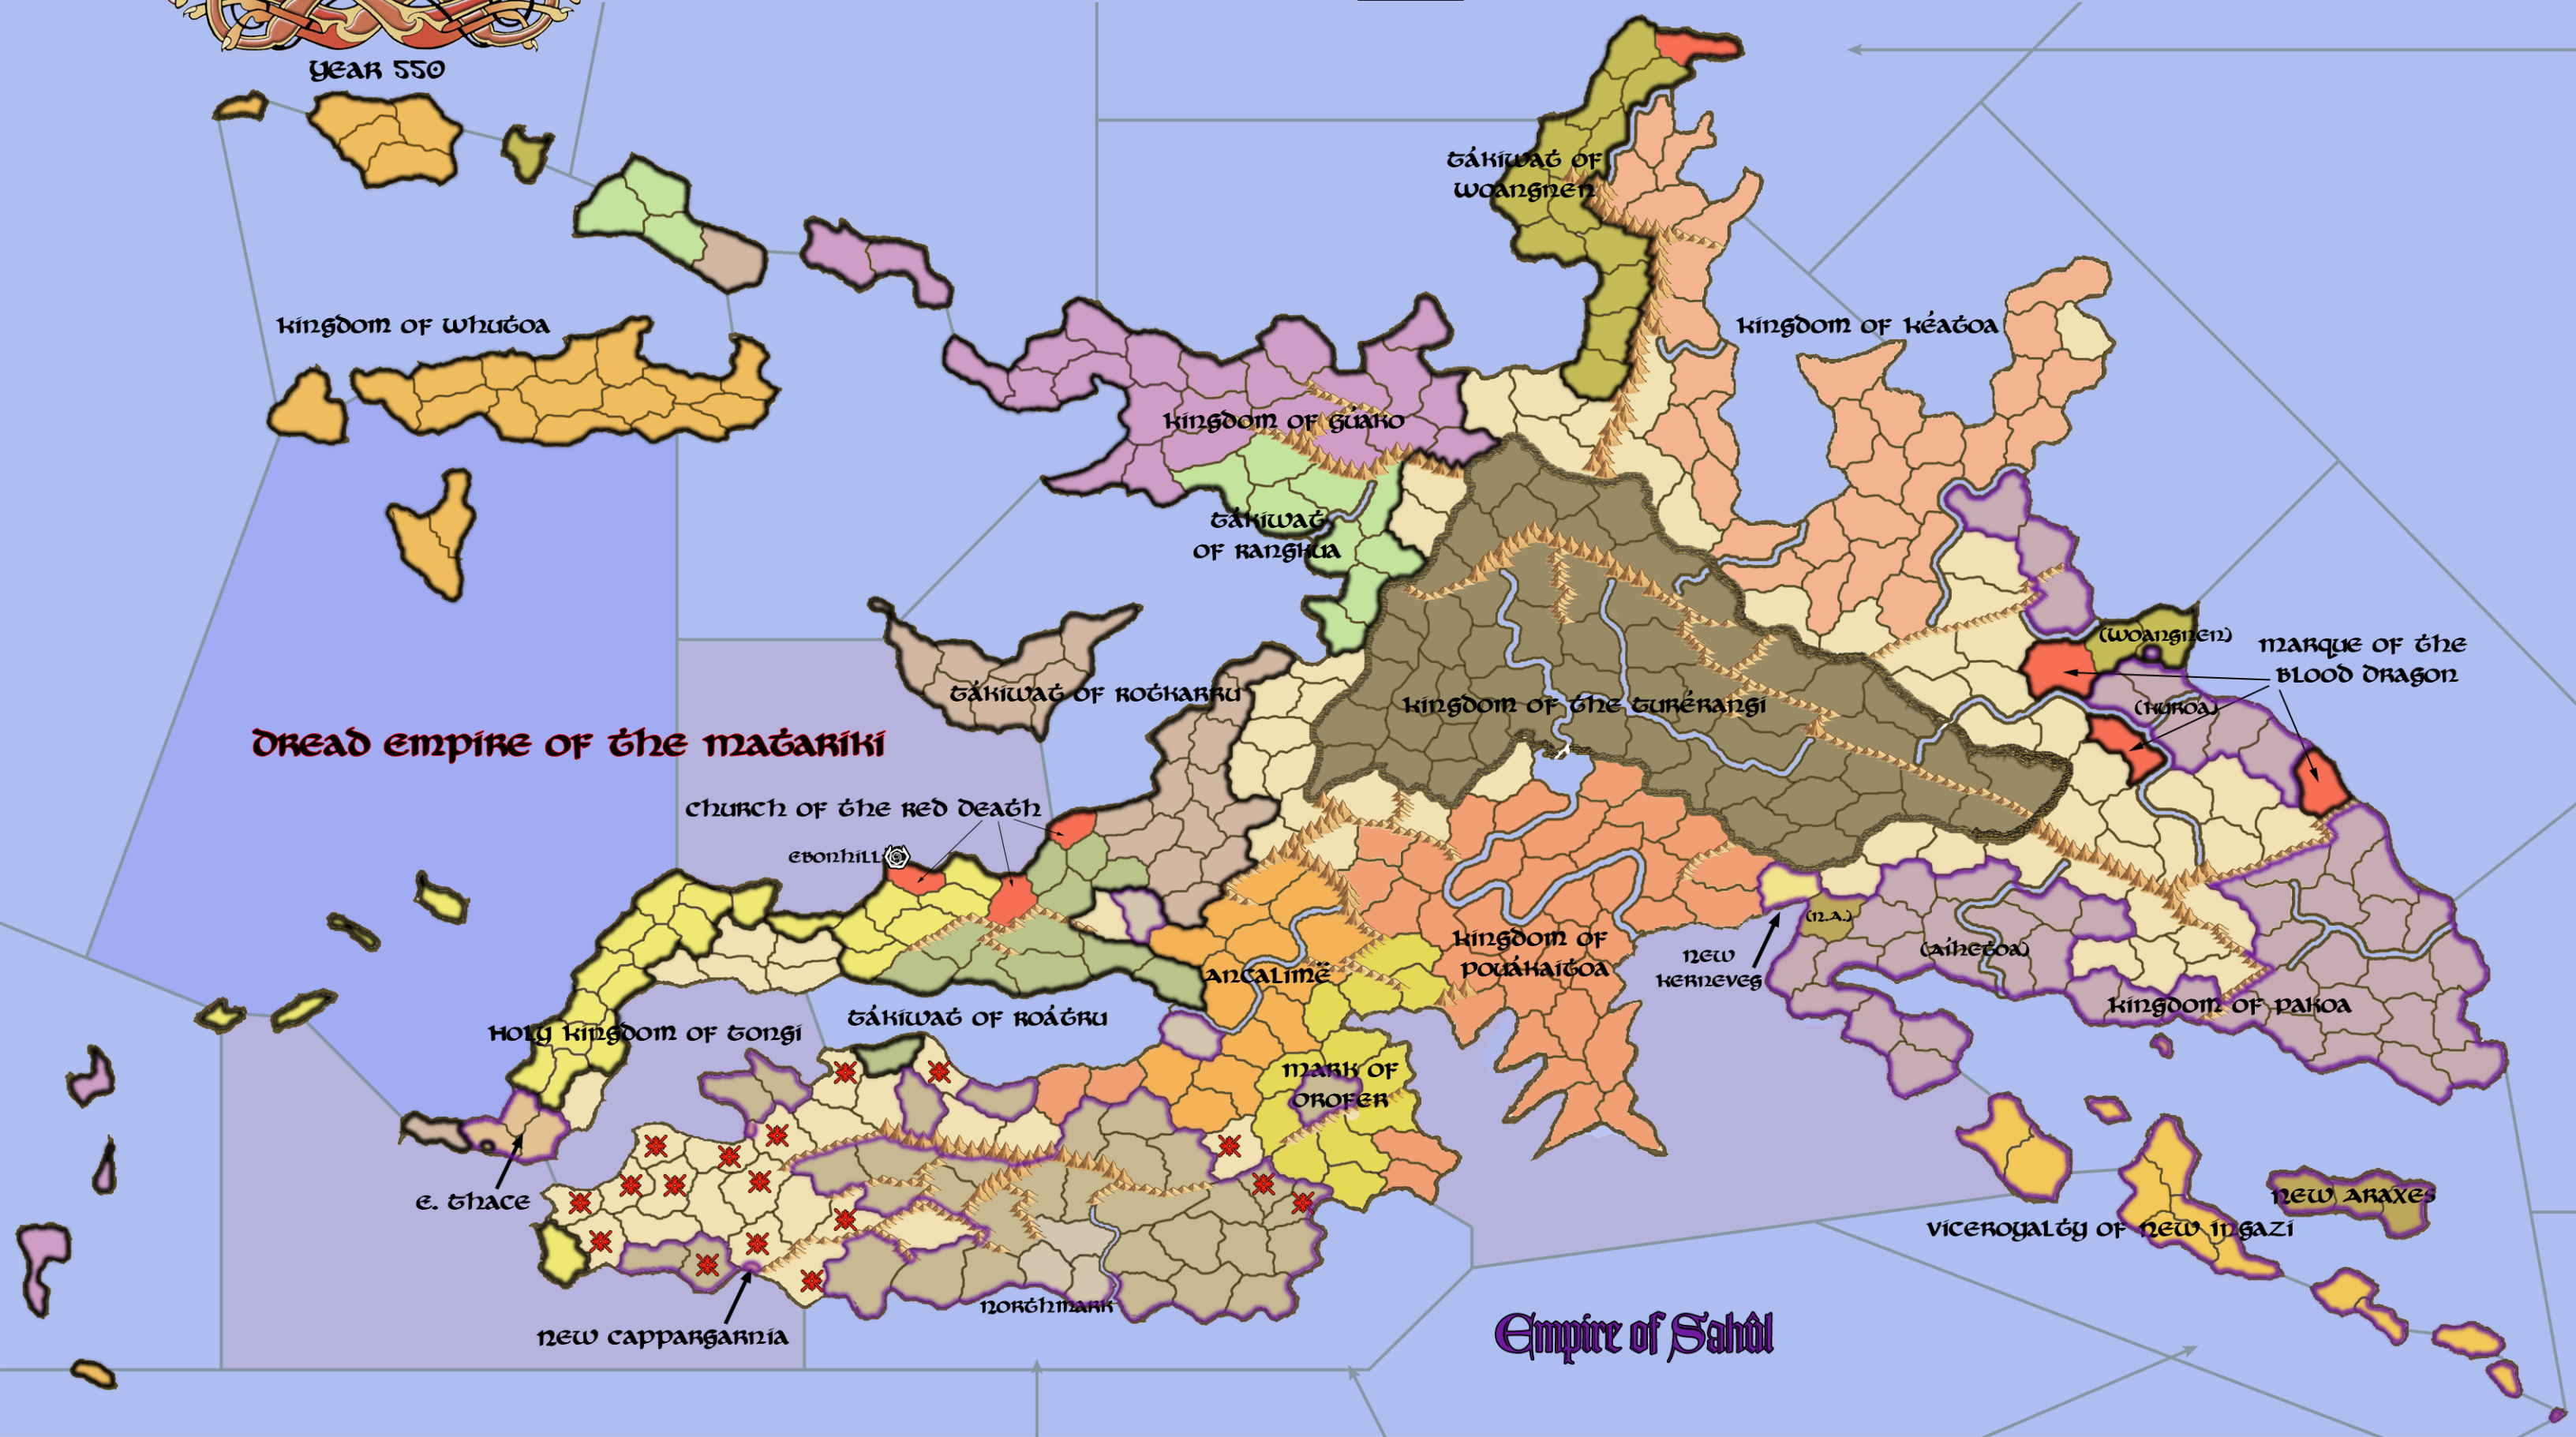 Year 550
Tákiwat of
Woangnen
Kingdom of Whutoa
Kingdom of Kéatoa
Kingdom of Gúako
Tákiwat
of Rangkua
(Woangnen)
Marque of the
Blood Dragon
Tákiwat of Rotkarru
Kingdom of the Turérangi
(Kuroa)
Dread Empire of the Matariki
Church of the Red Death
Ebonhill
(N.A.)
Kingdom of
Pouákaitoa
New
Kerneveg
(Aihetoa)
Ancalimë
Kingdom of Pakoa
Tákiwat of Roátru
Holy Kingdom of Tongi
Mark of
Orofer
E. Thace
New Araxes
Viceroyalty of New Ingazi
Northmark
New Cappargarnia
Empire of Sahûl